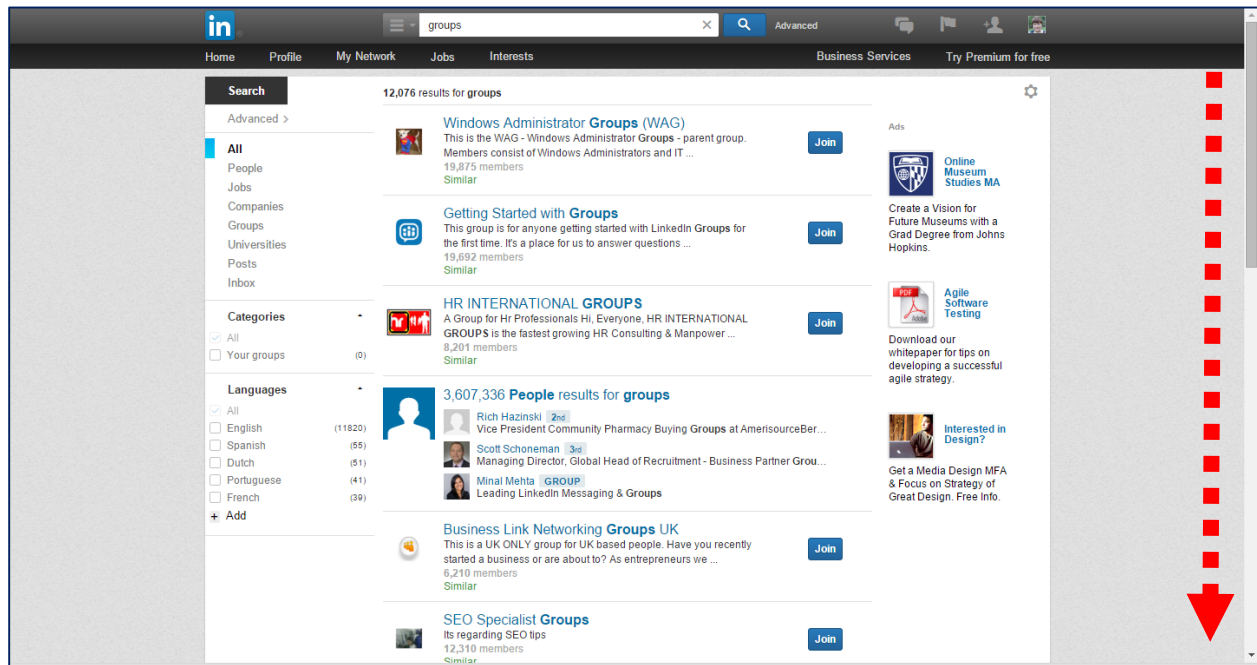 in
groups
Advanced
Home Profile My Network Jobs Interests Business Services Try Premium for free
Search
Advanced >
All
People
Jobs
Companies
Groups
Universities
Posts
Inbox
Categories
All
Your groups (0)
Languages
All
English (11820)
Spanish (55)
Dutch (51)
Portuguese (41)
French (39)
+ Add
12,076 results for groups
Windows Administrator Groups (WAG)
This is the WAG - Windows Administrator Groups - parent group.
Members consist of Windows Administrators and IT ...
19,875 members
Similar
Join
Getting Started with Groups
This group is for anyone getting started with LinkedIn Groups for
the first time. It's a place for us to answer questions ...
19,692 members
Similar
Join
HR INTERNATIONAL GROUPS
A Group for Hr Professionals Hi, Everyone, HR INTERNATIONAL
GROUPS is the fastest growing HR Consulting & Manpower ...
8,201 members
Similar
Join
3,607,336 People results for groups
Rich Hazinski 2nd
Vice President Community Pharmacy Buying Groups at AmerisourceBer...
Scott Schoneman 3rd
Managing Director, Global Head of Recruitment - Business Partner Grou...
Minal Mehta GROUP
Leading LinkedIn Messaging & Groups
Business Link Networking Groups UK
This is a UK ONLY group for UK based people. Have you recently
started a business or are about to? As entrepreneurs we ...
6,210 members
Similar
Join
SEO Specialist Groups
Its regarding SEO tips
12,310 members
Similar
Join
Ads
Online
Museum
Studies MA
Create a Vision for
Future Museums with a
Grad Degree from Johns
Hopkins.
PDF
Adobe
Agile
Software
Testing
Download our
whitepaper for tips on
developing a successful
agile strategy.
Interested in
Design?
Get a Media Design MFA
& Focus on Strategy of
Great Design. Free Info.